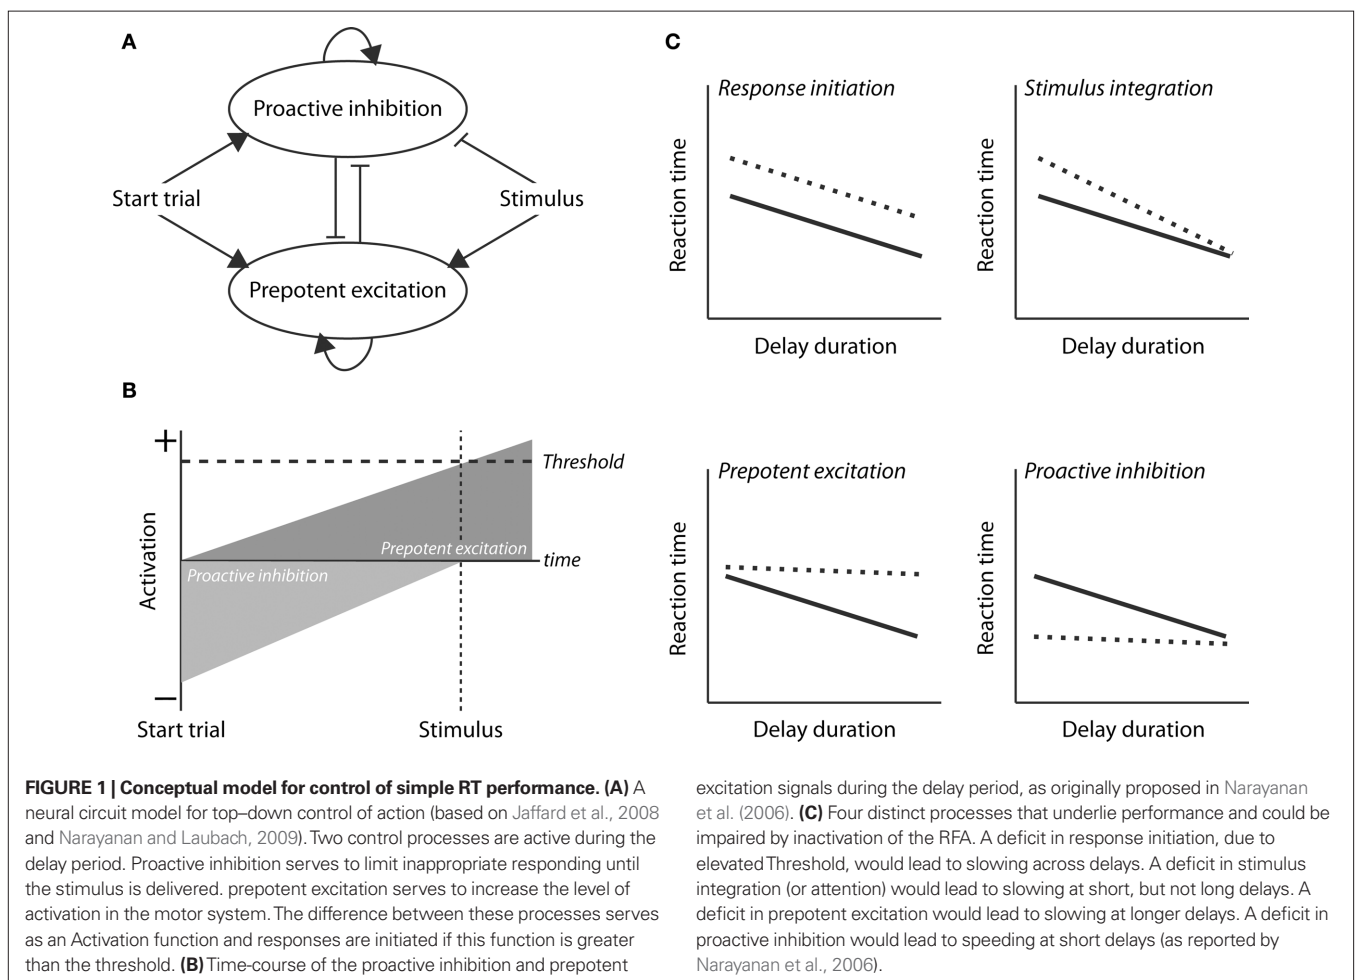 A
Proactive inhibition
Start trial
Stimulus
Prepotent excitation
B
+
Threshold
Activation
Prepotent excitation
time
Proactive inhibition
−
Start trial
Stimulus
C
Response initiation
Reaction time
Delay duration
Stimulus integration
Reaction time
Delay duration
Prepotent excitation
Reaction time
Delay duration
Proactive inhibition
Reaction time
Delay duration
FIGURE 1 | Conceptual model for control of simple RT performance. (A) A
neural circuit model for top–down control of action (based on Jaffard et al., 2008
and Narayanan and Laubach, 2009). Two control processes are active during the
delay period. Proactive inhibition serves to limit inappropriate responding until
the stimulus is delivered. prepotent excitation serves to increase the level of
activation in the motor system. The difference between these processes serves
as an Activation function and responses are initiated if this function is greater
than the threshold. (B) Time-course of the proactive inhibition and prepotent
excitation signals during the delay period, as originally proposed in Narayanan
et al. (2006). (C) Four distinct processes that underlie performance and could be
impaired by inactivation of the RFA. A deficit in response initiation, due to
elevated Threshold, would lead to slowing across delays. A deficit in stimulus
integration (or attention) would lead to slowing at short, but not long delays. A
deficit in prepotent excitation would lead to slowing at longer delays. A deficit in
proactive inhibition would lead to speeding at short delays (as reported by
Narayanan et al., 2006).